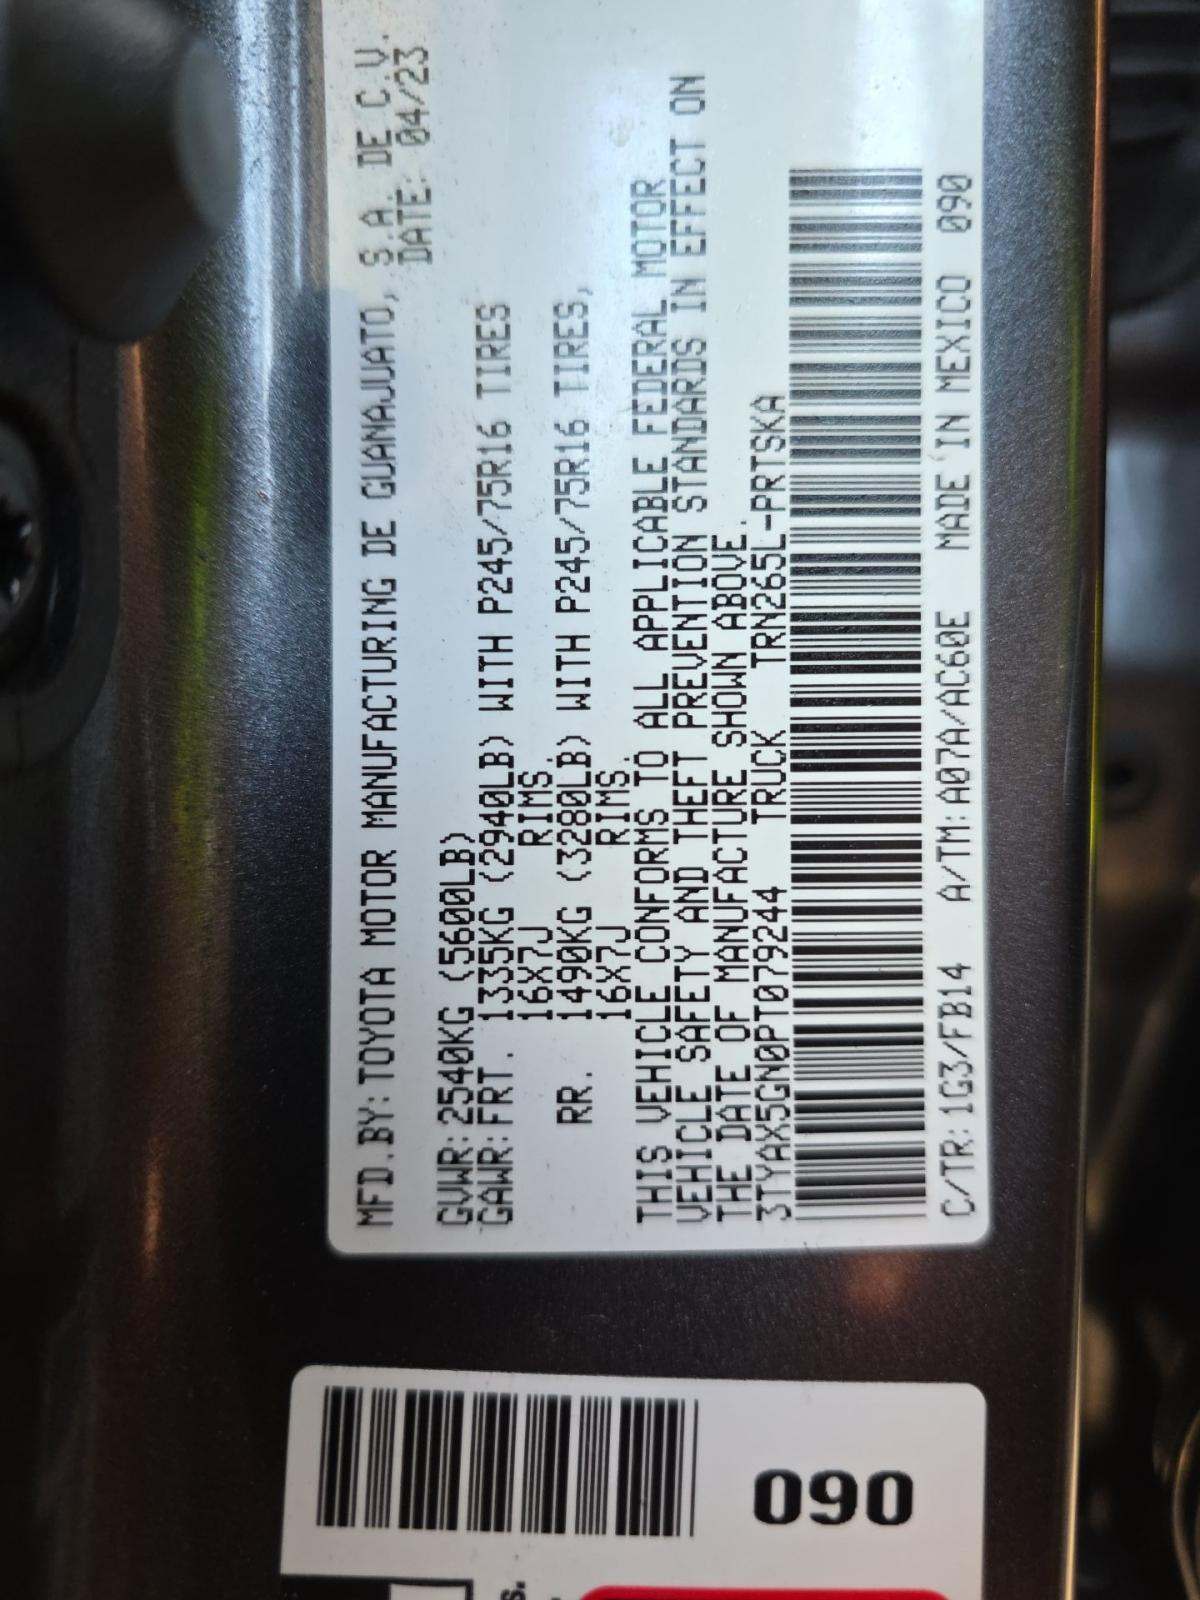 MFD.BY:TOYOTA MOTOR MANUFACTURING DE GUANAJUATO, S.A. DE C.V.
DATE: 04/23
GVWR:2540KG (5600LB)
GAWR:FRT. 1335KG (2940LB) WITH P245/75R16 TIRES
16X7J RIMS.
RR. 1490KG (3280LB) WITH P245/75R16 TIRES,
16X7J RIMS.
THIS VEHICLE CONFORMS TO ALL APPLICABLE FEDERAL MOTOR
VEHICLE SAFETY AND THEFT PREVENTION STANDARDS IN EFFECT ON
THE DATE OF MANUFACTURE SHOWN ABOVE.
3TYAX5GN0PT079244 TRUCK TRN265L-PRTSKA
C/TR:1G3/FB14 A/TM:A07A/AC60E MADE IN MEXICO 090
090